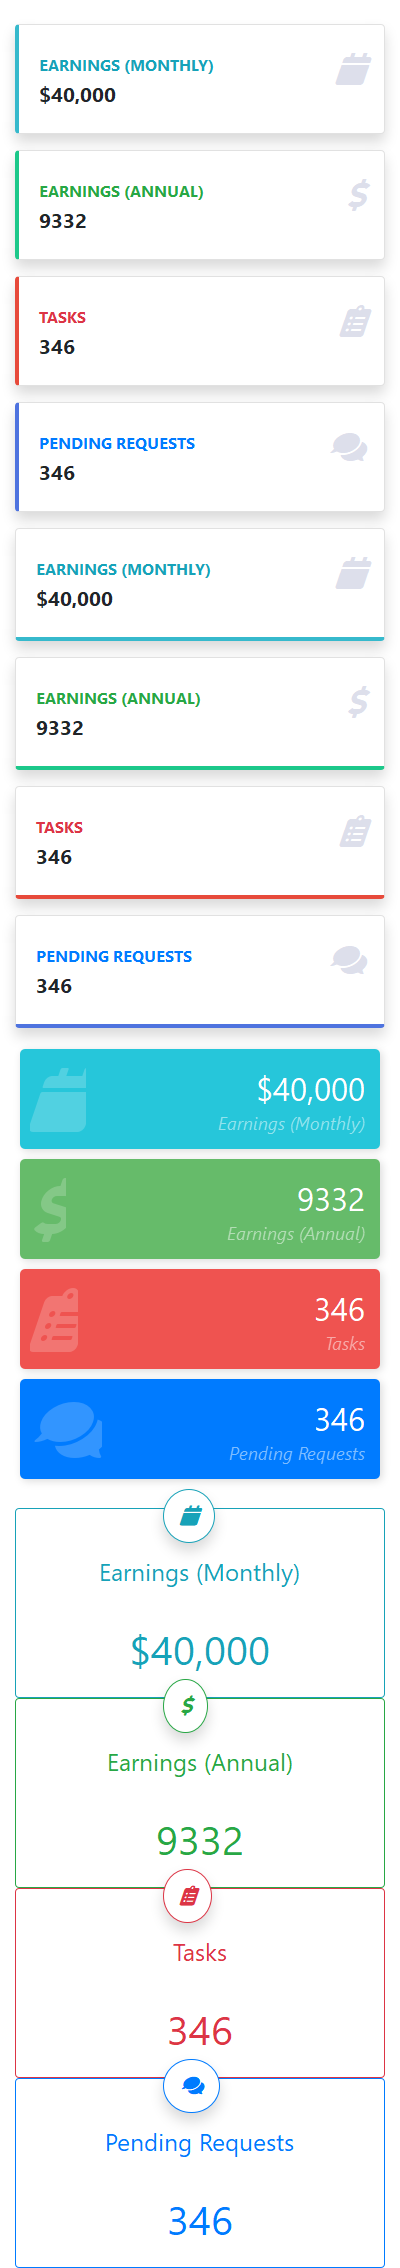 EARNINGS (MONTHLY)
$40,000
EARNINGS (ANNUAL)
9332
TASKS
346
PENDING REQUESTS
346
EARNINGS (MONTHLY)
$40,000
EARNINGS (ANNUAL)
9332
TASKS
346
PENDING REQUESTS
346
$40,000
Earnings (Monthly)
9332
Earnings (Annual)
346
Tasks
346
Pending Requests
Earnings (Monthly)
$40,000
Earnings (Annual)
9332
Tasks
346
Pending Requests
346